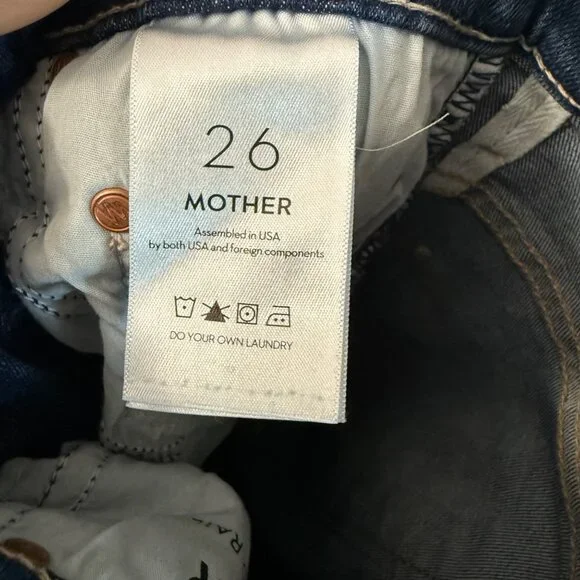 26
MOTHER
Assembled in USA
by both USA and foreign components
DO YOUR OWN LAUNDRY